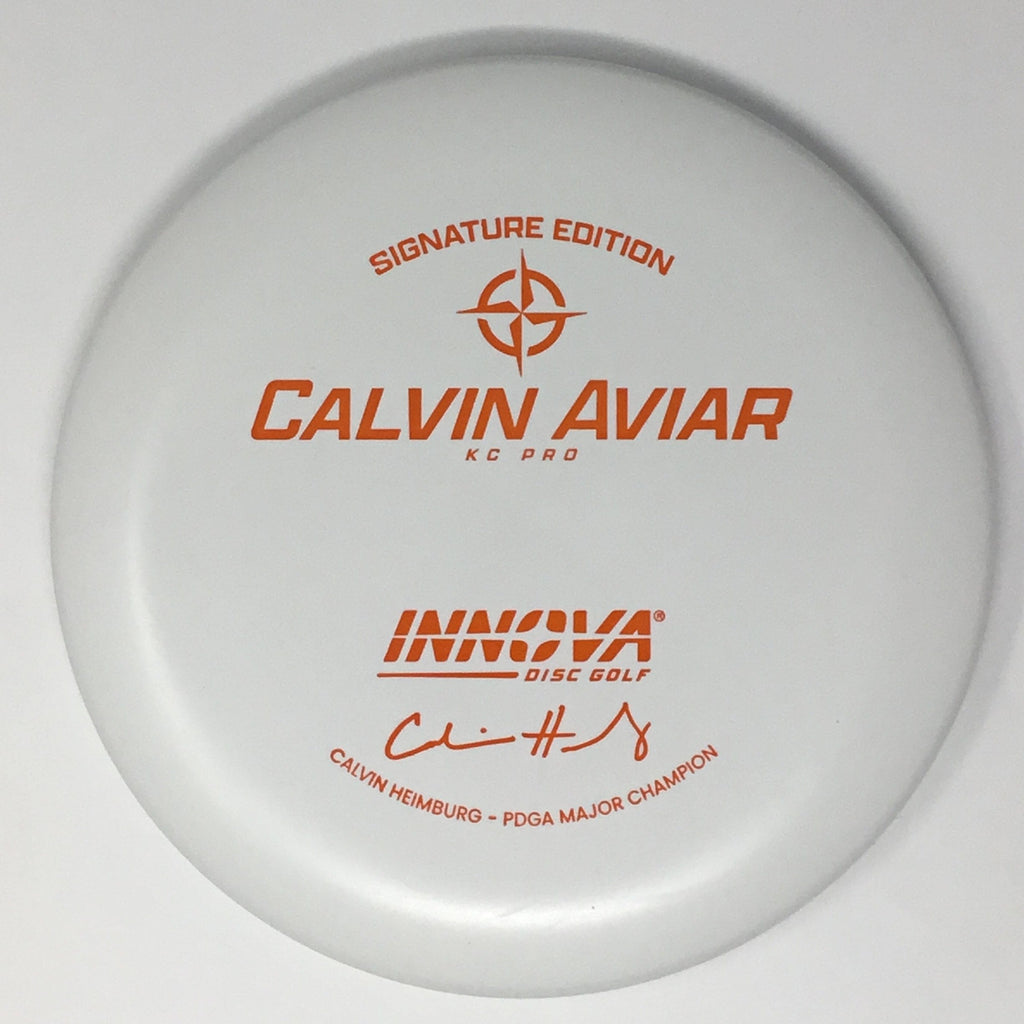 SIGNATURE EDITION
CALVIN AVIAR
KC PRO
INNOVA®
DISC GOLF
CALVIN HEIMBURG - PDGA MAJOR CHAMPION